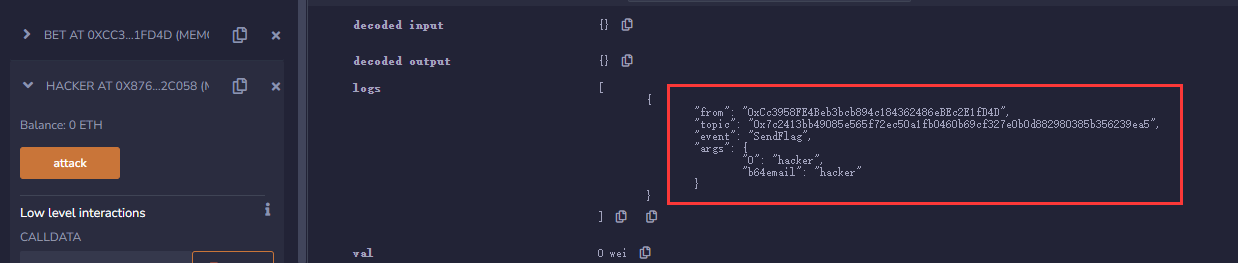 BET AT 0XCC3...1FD4D (MEMO
HACKER AT 0X876...2C058 (M
Balance: 0 ETH
attack
Low level interactions
i
CALLDATA
decoded input {}
decoded output {}
logs [
{
"from": "0xCc3958FE4Beb3bcb894c184362486eBEc2E1fD4D",
"topic": "0x7c2413bb49085e565f72ec50a1fb0460b69cf327e0b0d882980385b356239ea5",
"event": "SendFlag",
"args": {
"0": "hacker",
"b64email": "hacker"
}
}
]
val 0 wei